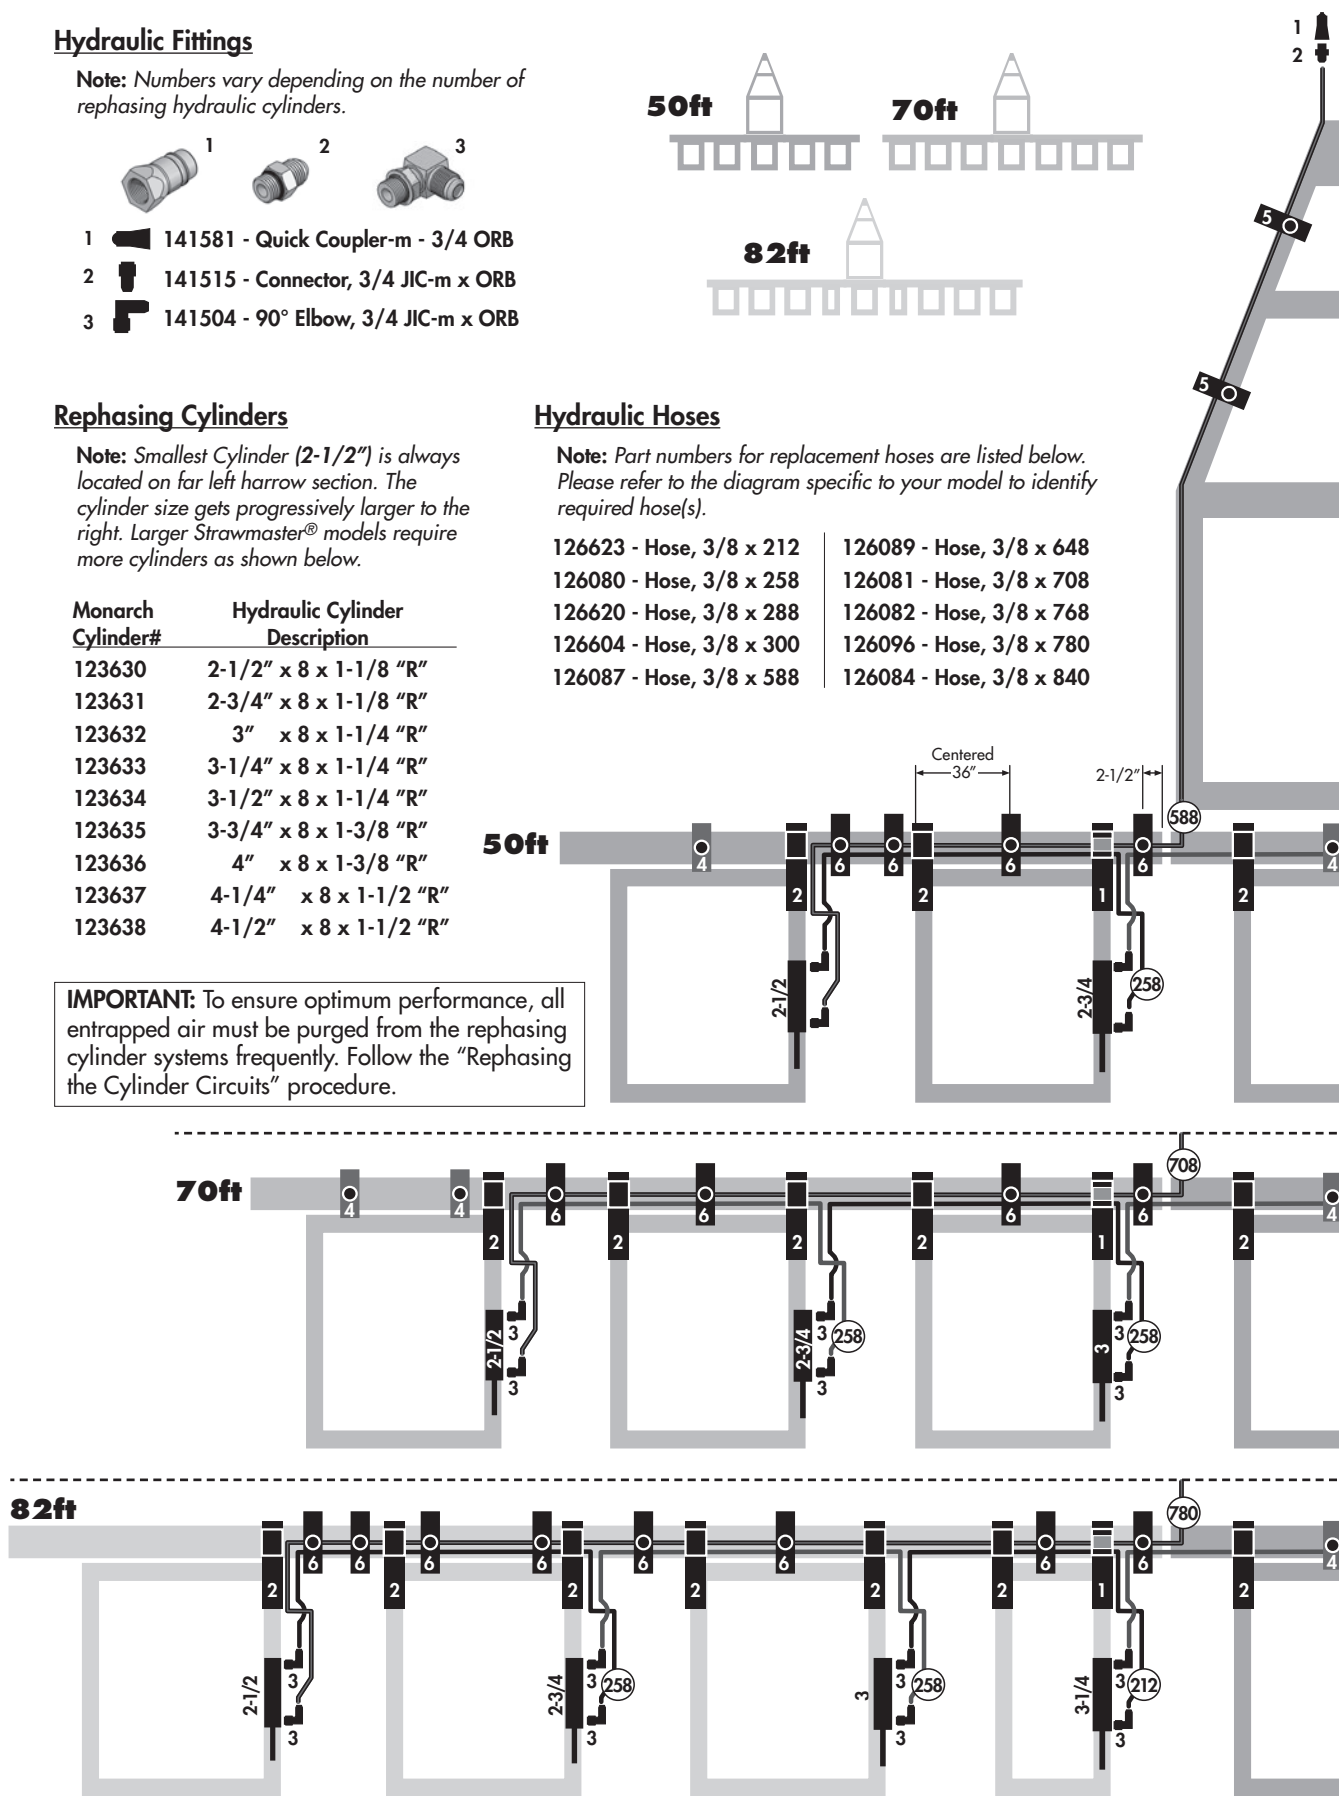 Hydraulic Fittings
Note: Numbers vary depending on the number of
rephasing hydraulic cylinders.
1 2 3
1 141581 - Quick Coupler-m - 3/4 ORB
2 141515 - Connector, 3/4 JIC-m x ORB
3 141504 - 90° Elbow, 3/4 JIC-m x ORB
50ft 70ft
82ft
1
2
5
5
Rephasing Cylinders
Note: Smallest Cylinder (2-1/2") is always
located on far left harrow section. The
cylinder size gets progressively larger to the
right. Larger Strawmaster® models require
more cylinders as shown below.
Monarch Hydraulic Cylinder
Cylinder# Description
123630 2-1/2" x 8 x 1-1/8 "R"
123631 2-3/4" x 8 x 1-1/8 "R"
123632 3" x 8 x 1-1/4 "R"
123633 3-1/4" x 8 x 1-1/4 "R"
123634 3-1/2" x 8 x 1-1/4 "R"
123635 3-3/4" x 8 x 1-3/8 "R"
123636 4" x 8 x 1-3/8 "R"
123637 4-1/4" x 8 x 1-1/2 "R"
123638 4-1/2" x 8 x 1-1/2 "R"
Hydraulic Hoses
Note: Part numbers for replacement hoses are listed below.
Please refer to the diagram specific to your model to identify
required hose(s).
126623 - Hose, 3/8 x 212
126080 - Hose, 3/8 x 258
126620 - Hose, 3/8 x 288
126604 - Hose, 3/8 x 300
126087 - Hose, 3/8 x 588
126089 - Hose, 3/8 x 648
126081 - Hose, 3/8 x 708
126082 - Hose, 3/8 x 768
126096 - Hose, 3/8 x 780
126084 - Hose, 3/8 x 840
IMPORTANT: To ensure optimum performance, all
entrapped air must be purged from the rephasing
cylinder systems frequently. Follow the "Rephasing
the Cylinder Circuits" procedure.
Centered
36" 2-1/2"
588
50ft
4 6 6 6 6 4
2 2 1 2
2-1/2 2-3/4 258
708
70ft
4 4 6 6 6 6 4
2 2 2 2 1 2
2-1/2 3 2-3/4 3 258 3 3 258
3 3 3
780
82ft
6 6 6 6 6 6 6 6 4
2 2 2 2 2 2 1 2
2-1/2 3 2-3/4 3 258 3 3 258 3-1/4 3 212
3 3 3 3